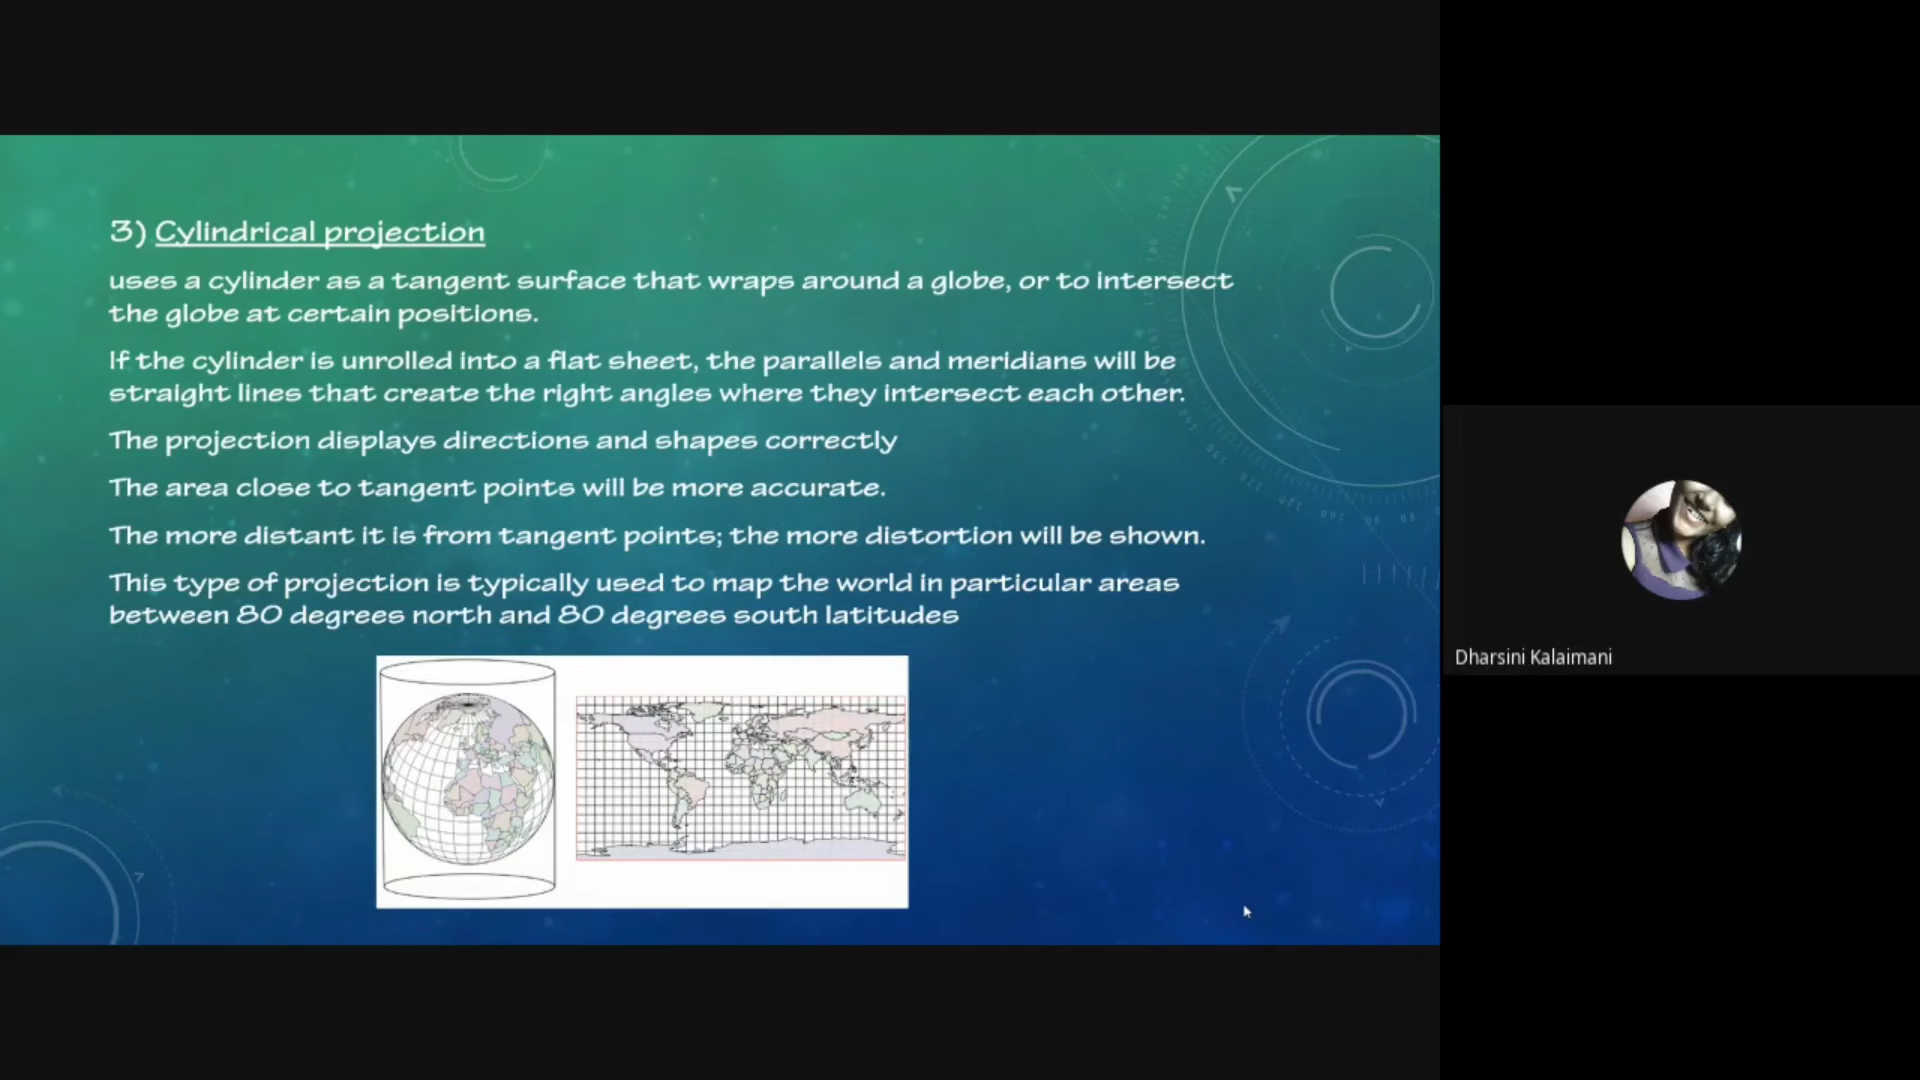 3) Cylindrical projection
uses a cylinder as a tangent surface that wraps around a globe, or to intersect
the globe at certain positions.
If the cylinder is unrolled into a flat sheet, the parallels and meridians will be
straight lines that create the right angles where they intersect each other.
The projection displays directions and shapes correctly
The area close to tangent points will be more accurate.
The more distant it is from tangent points; the more distortion will be shown.
This type of projection is typically used to map the world in particular areas
between 80 degrees north and 80 degrees south latitudes
Dharsini Kalaimani